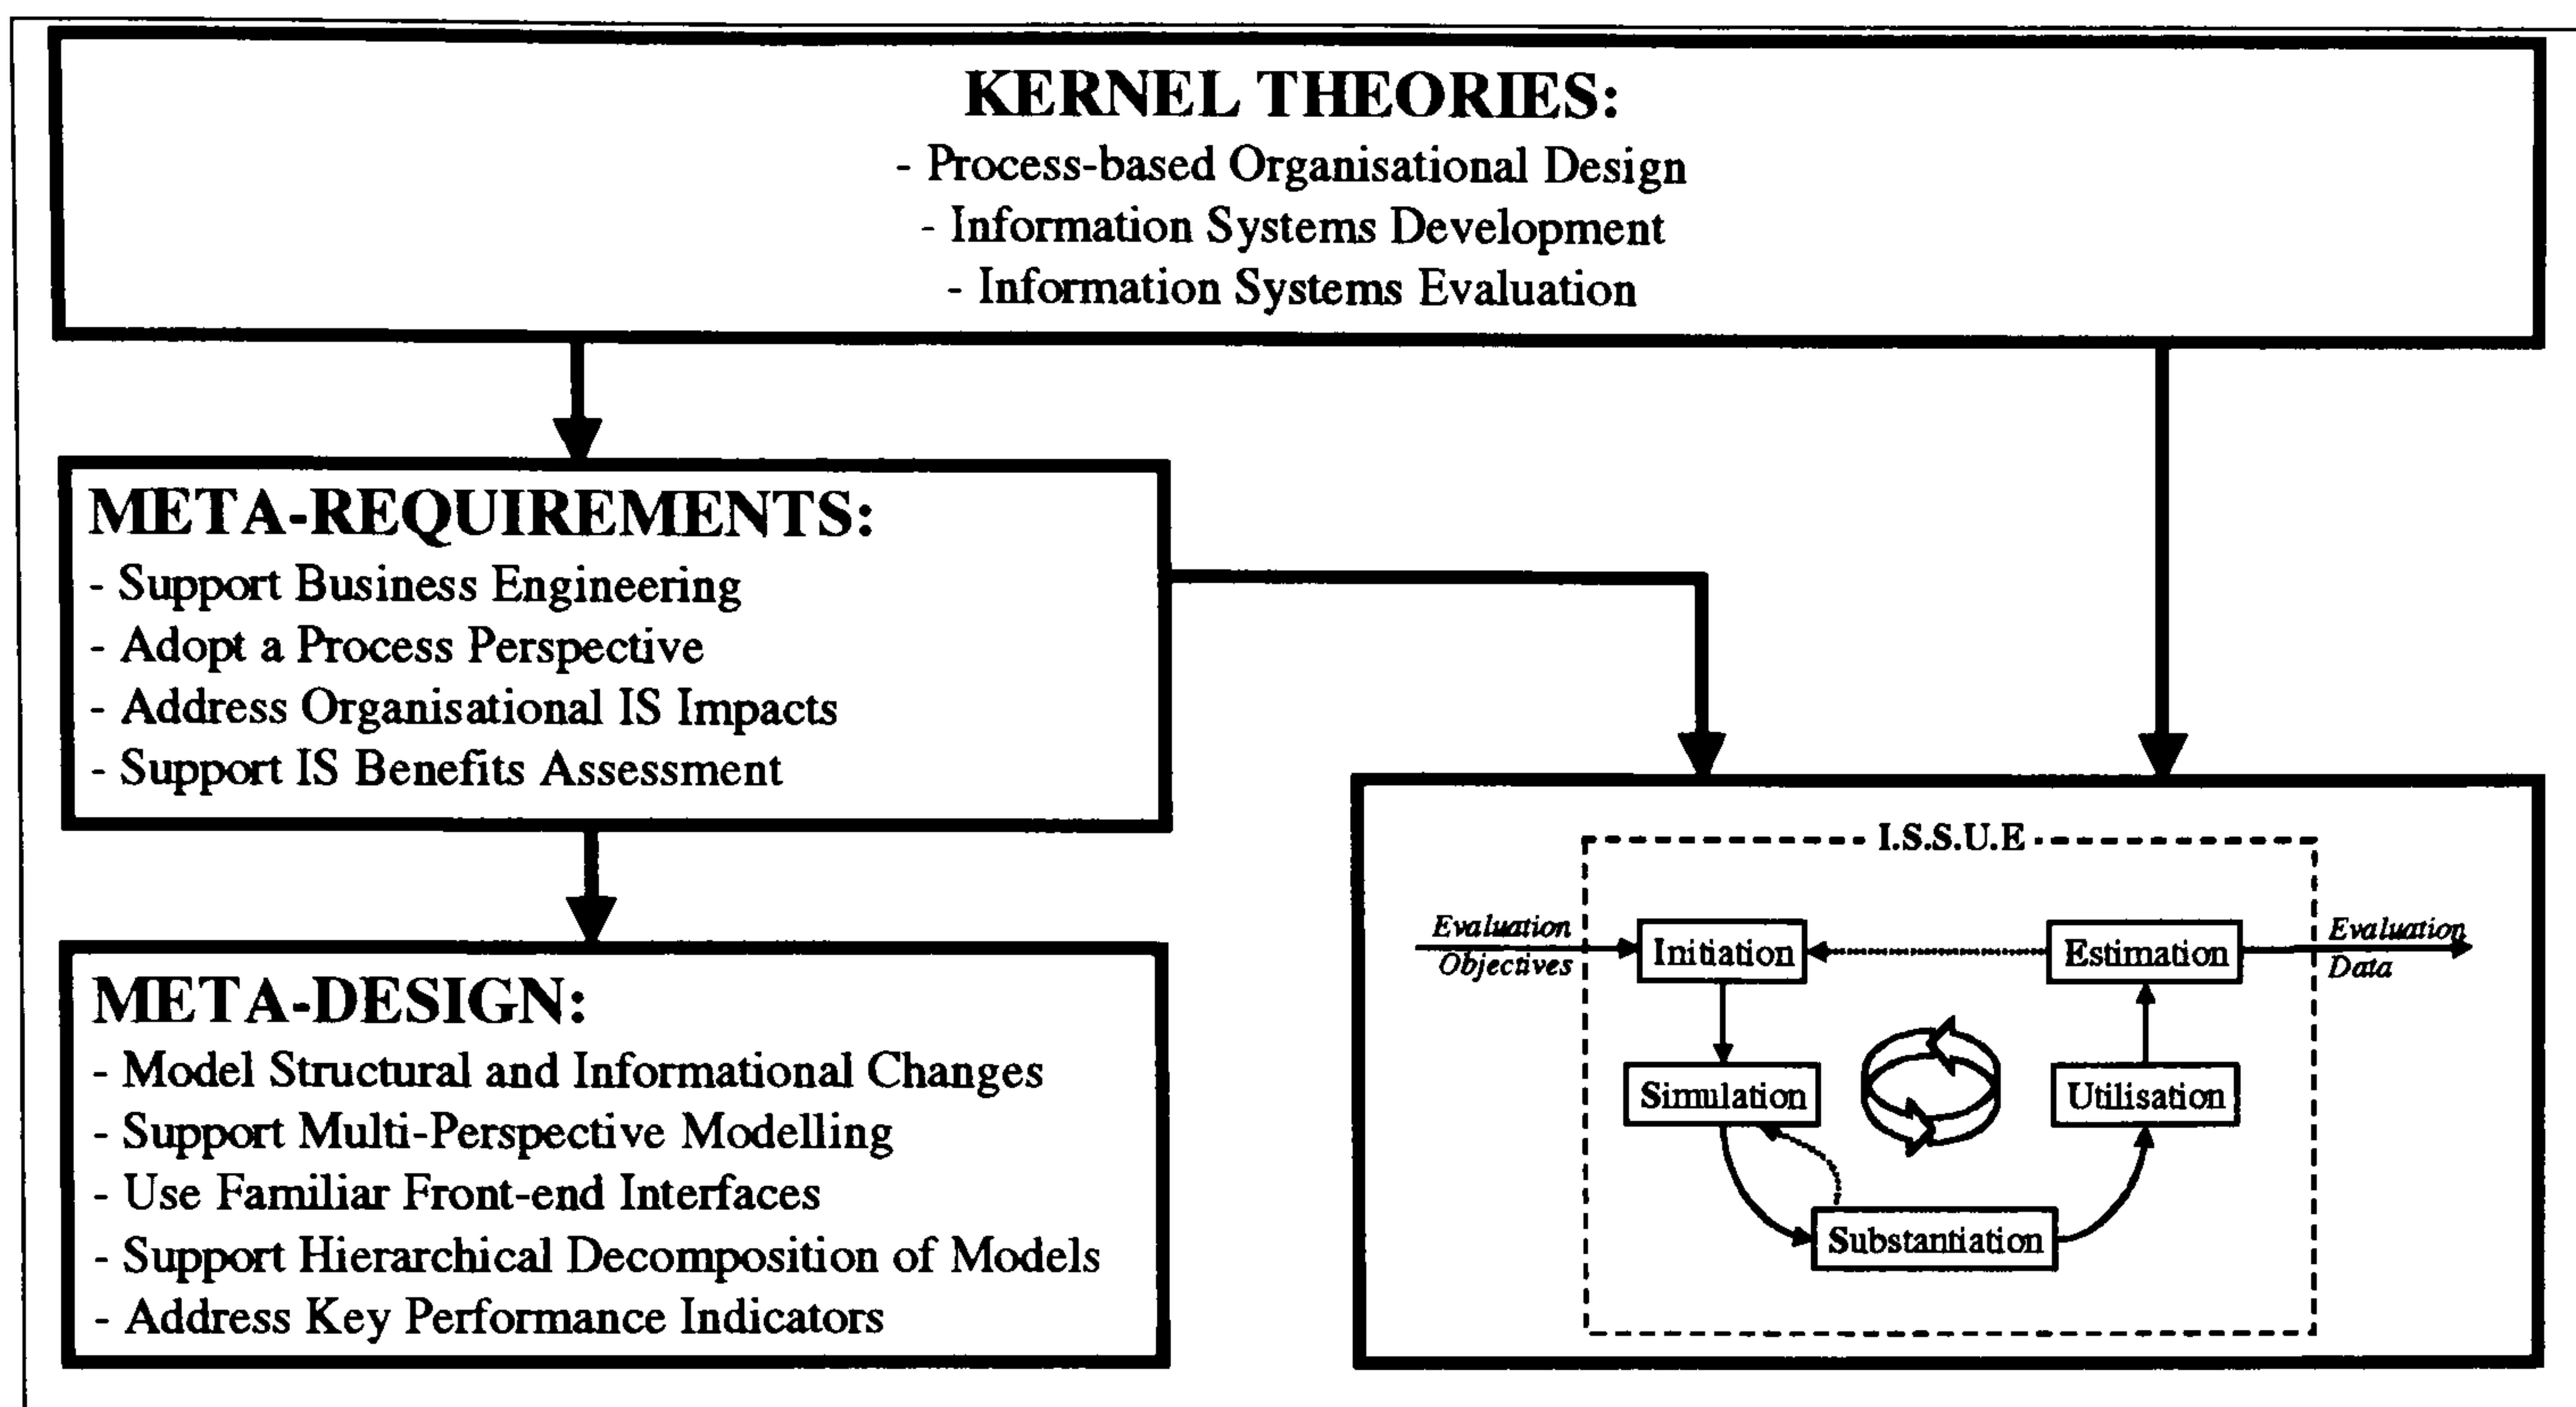 KERNEL THEORIES:
- Process-based Organisational Design
- Information Systems Development
- Information Systems Evaluation
META-REQUIREMENTS:
- Support Business Engineering
- Adopt a Process Perspective
- Address Organisational IS Impacts
- Support IS Benefits Assessment
META-DESIGN:
- Model Structural and Informational Changes
- Support Multi-Perspective Modelling
- Use Familiar Front-end Interfaces
- Support Hierarchical Decomposition of Models
- Address Key Performance Indicators
I.S.S.U.E
Evaluation
Objectives
Initiation
Estimation
Evaluation
Data
Simulation
Utilisation
Substantiation